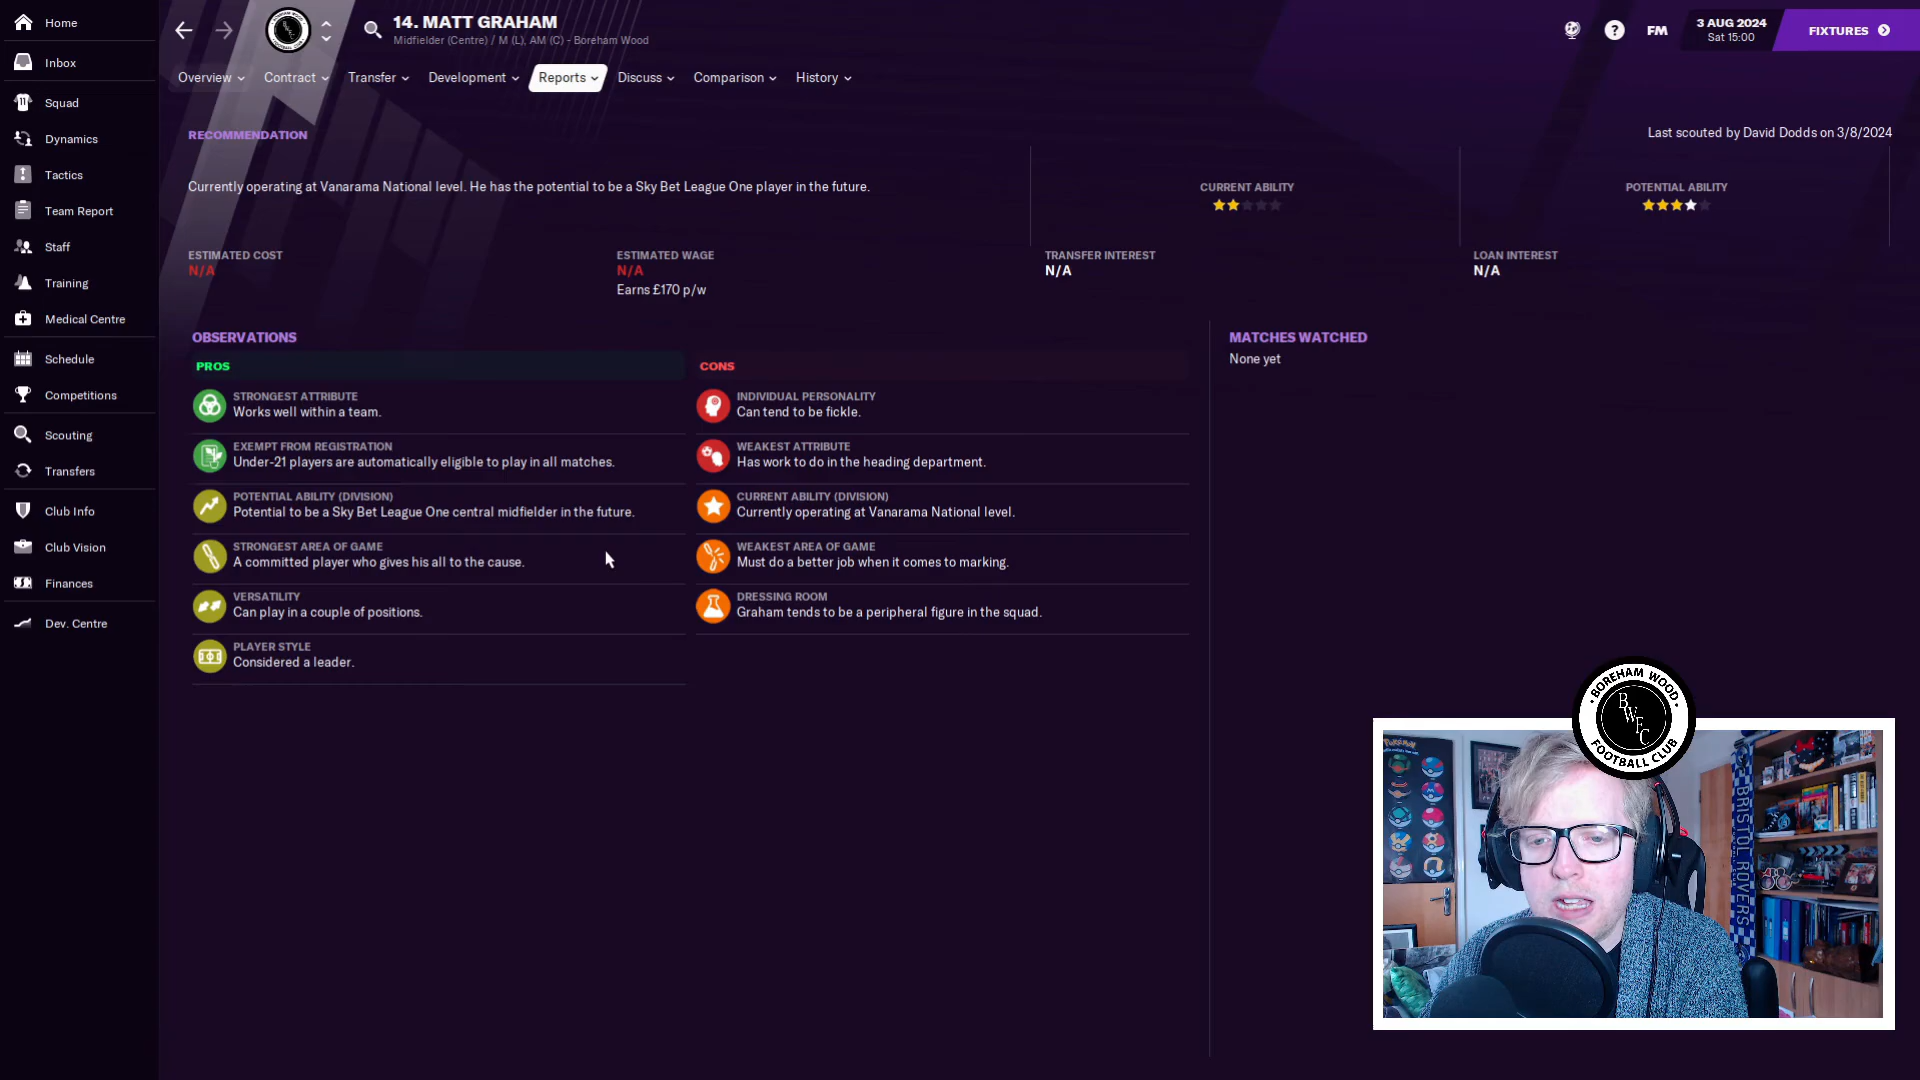 Home
Inbox
Squad
Dynamics
Tactics
Team Report
Staff
Training
Medical Centre
Schedule
Competitions
Scouting
Transfers
Club Info
Club Vision
Finances
Dev. Centre
14. MATT GRAHAM
Midfielder (Centre) / M (L), AM (C) - Boreham Wood
?
FM
3 AUG 2024
Sat 15:00
FIXTURES
Overview
Contract
Transfer
Development
Reports
Discuss
Comparison
History
RECOMMENDATION
Last scouted by David Dodds on 3/8/2024
Currently operating at Vanarama National level. He has the potential to be a Sky Bet League One player in the future.
CURRENT ABILITY
POTENTIAL ABILITY
ESTIMATED COST
N/A
ESTIMATED WAGE
N/A
Earns £170 p/w
TRANSFER INTEREST
N/A
LOAN INTEREST
N/A
OBSERVATIONS
PROS
STRONGEST ATTRIBUTE
Works well within a team.
EXEMPT FROM REGISTRATION
Under-21 players are automatically eligible to play in all matches.
POTENTIAL ABILITY (DIVISION)
Potential to be a Sky Bet League One central midfielder in the future.
STRONGEST AREA OF GAME
A committed player who gives his all to the cause.
VERSATILITY
Can play in a couple of positions.
PLAYER STYLE
Considered a leader.
CONS
INDIVIDUAL PERSONALITY
Can tend to be fickle.
WEAKEST ATTRIBUTE
Has work to do in the heading department.
CURRENT ABILITY (DIVISION)
Currently operating at Vanarama National level.
WEAKEST AREA OF GAME
Must do a better job when it comes to marking.
DRESSING ROOM
Graham tends to be a peripheral figure in the squad.
MATCHES WATCHED
None yet
BOREHAM WOOD
BWFC
FOOTBALL CLUB
Pokémon
BRISTOL ROVERS